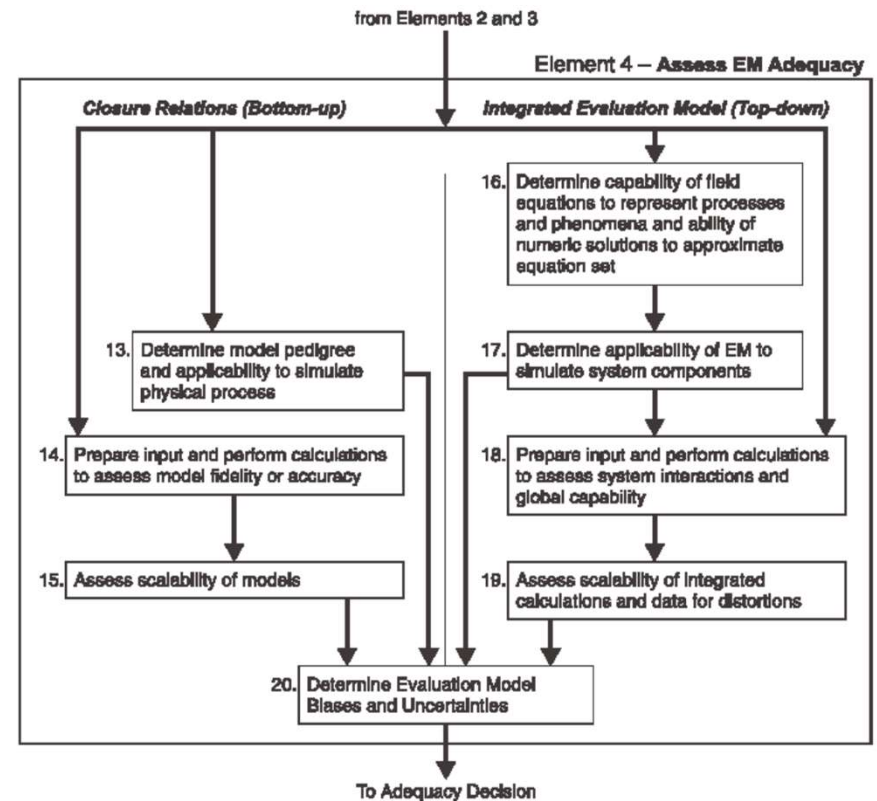 from Elements 2 and 3
Element 4 – Assess EM Adequacy
Closure Relations (Bottom-up)
Integrated Evaluation Model (Top-down)
16. Determine capability of field
equations to represent processes
and phenomena and ability of
numeric solutions to approximate
equation set
13. Determine model pedigree
and applicability to simulate
physical process
17. Determine applicability of EM to
simulate system components
14. Prepare input and perform calculations
to assess model fidelity or accuracy
18. Prepare input and perform calculations
to assess system interactions and
global capability
15. Assess scalability of models
19. Assess scalability of integrated
calculations and data for distortions
20. Determine Evaluation Model
Biases and Uncertainties
To Adequacy Decision